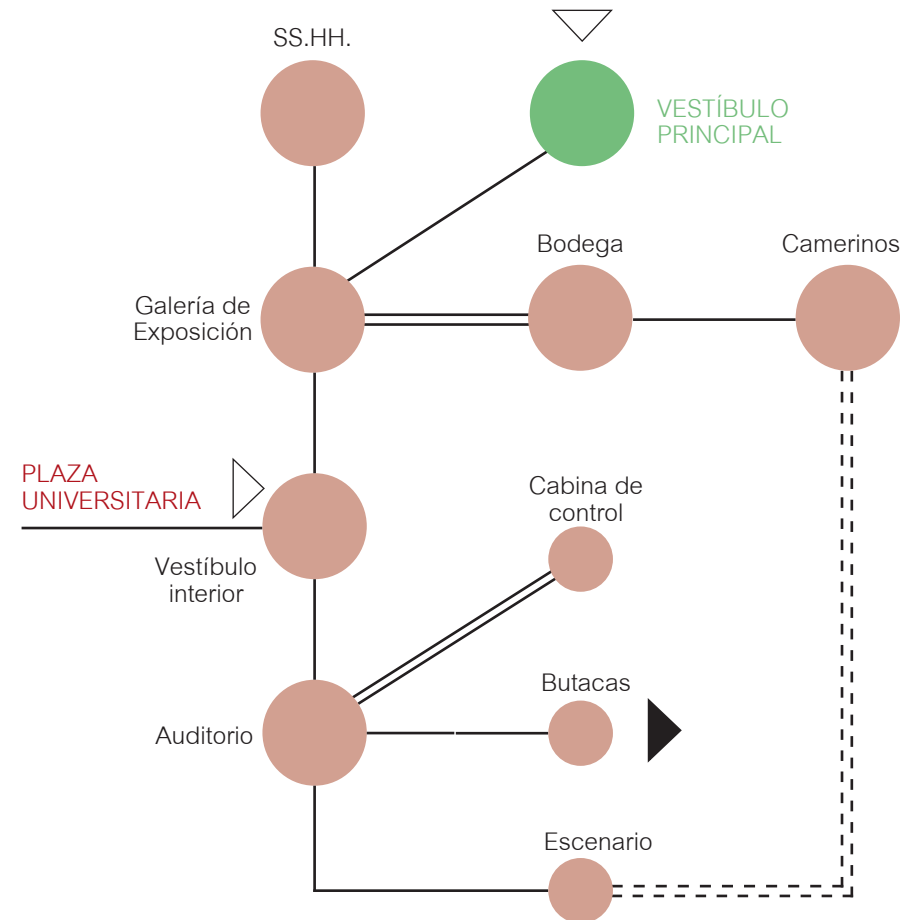 SS.HH.
VESTÍBULO
PRINCIPAL
Bodega
Camerinos
Galería de
Exposición
PLAZA
UNIVERSITARIA
Cabina de
control
Vestíbulo
interior
Butacas
Auditorio
Escenario